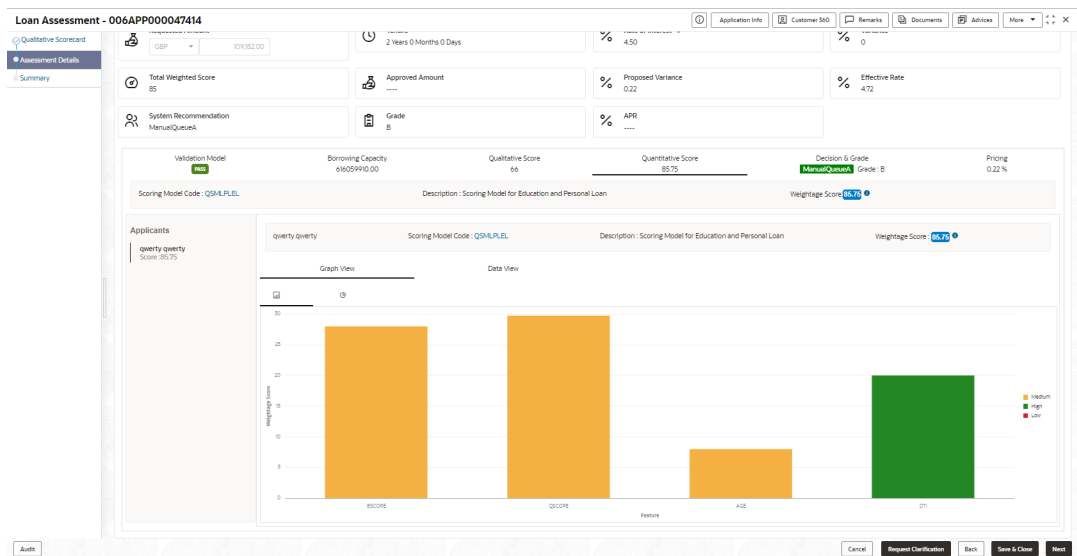 Loan Assessment - 006APP000047414
Application Info
Customer 360
Remarks
Documents
Advices
More
Qualitative Scorecard
Assessment Details
Summary
GBP
109,182.00
2 Years 0 Months 0 Days
4.50
0
Total Weighted Score
85
Approved Amount
----
Proposed Variance
0.22
Effective Rate
4.72
System Recommendation
ManualQueueA
Grade
B
APR
----
Validation Model
PASS
Borrowing Capacity
616059910.00
Qualitative Score
66
Quantitative Score
85.75
Decision & Grade
ManualQueueA Grade : B
Pricing
0.22 %
Scoring Model Code : QSMLPLEL
Description : Scoring Model for Education and Personal Loan
Weightage Score 85.75
Applicants
qwerty qwerty
Score :85.75
qwerty qwerty
Scoring Model Code : QSMLPLEL
Description : Scoring Model for Education and Personal Loan
Weightage Score : 85.75
Graph View
Data View
30
25
20
15
10
5
0
Weightage Score
BSCORE
QSCORE
AGE
DTI
Feature
Medium
High
Low
Audit
Cancel
Request Clarification
Back
Save & Close
Next